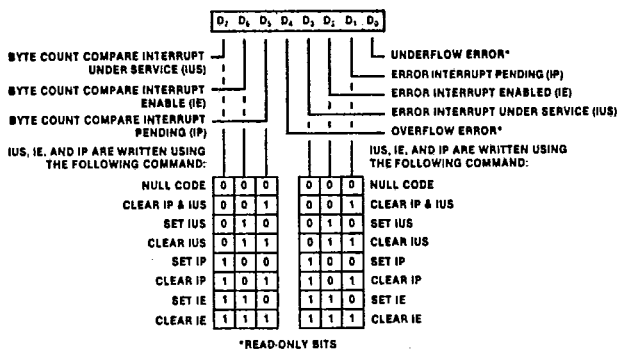 D7 D6 D5 D4 D3 D2 D1 D0
BYTE COUNT COMPARE INTERRUPT
UNDER SERVICE (IUS)
BYTE COUNT COMPARE INTERRUPT
ENABLE (IE)
BYTE COUNT COMPARE INTERRUPT
PENDING (IP)
IUS, IE, AND IP ARE WRITTEN USING
THE FOLLOWING COMMAND:
UNDERFLOW ERROR*
ERROR INTERRUPT PENDING (IP)
ERROR INTERRUPT ENABLED (IE)
ERROR INTERRUPT UNDER SERVICE (IUS)
OVERFLOW ERROR*
IUS, IE, AND IP ARE WRITTEN USING
THE FOLLOWING COMMAND:
NULL CODE 0 0 0 0 0 0 NULL CODE
CLEAR IP & IUS 0 0 1 0 0 1 CLEAR IP & IUS
SET IUS 0 1 0 0 1 0 SET IUS
CLEAR IUS 0 1 1 0 1 1 CLEAR IUS
SET IP 1 0 0 1 0 0 SET IP
CLEAR IP 1 0 1 1 0 1 CLEAR IP
SET IE 1 1 0 1 1 0 SET IE
CLEAR IE 1 1 1 1 1 1 CLEAR IE
*READ-ONLY BITS